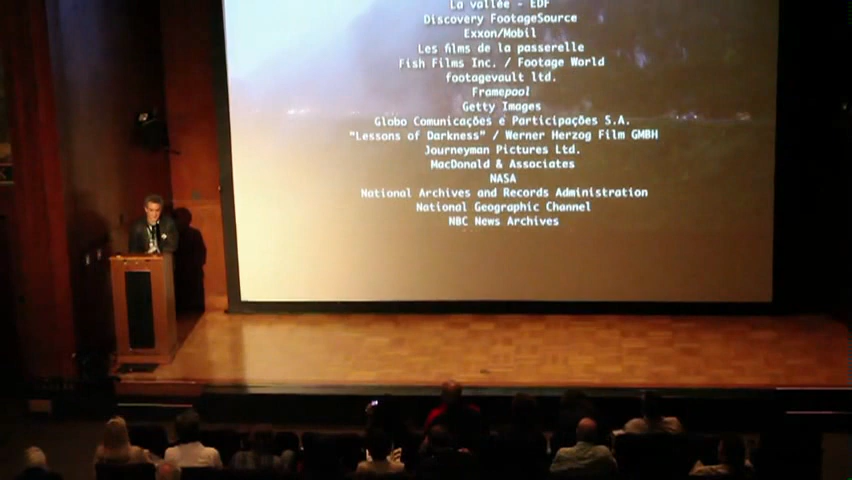 La vallée - EDF
Discovery FootageSource
Exxon/Mobil
Les films de la passerelle
Fish Films Inc. / Footage World
footagevault ltd.
Framepool
Getty Images
Globo Comunicações e Participações S.A.
"Lessons of Darkness" / Werner Herzog Film GMBH
Journeyman Pictures Ltd.
MacDonald & Associates
NASA
National Archives and Records Administration
National Geographic Channel
NBC News Archives